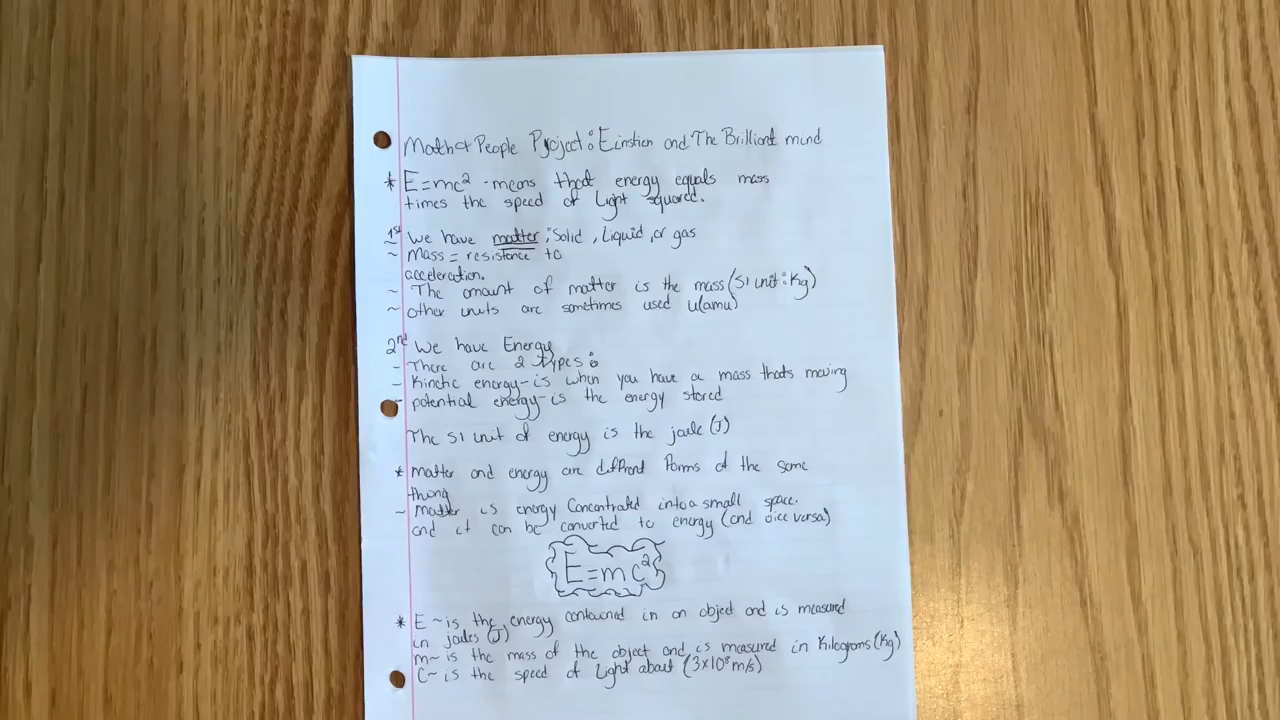 Math & People Project: Einstien and The Brilliant mind
* E=mc² - means that energy equals mass
times the speed of Light squared.
1st We have matter; Solid, Liquid, or gas
~ Mass = resistance to
acceleration.
~ The amount of matter is the mass (SI unit: Kg)
~ other units are sometimes used u(amu)
2nd We have Energy
- There are 2 types:
~ Kinetic energy- is when you have a mass thats moving
- potential energy- is the energy stored
The SI unit of energy is the joule (J)
* matter and energy are diffrent forms of the same
thing
~ Matter is energy Concentrated into a small space.
and it can be converted to energy (and vice versa)
E=mc²
* E ~ is the energy contained in an object and is measured
in joules (J)
m~ is the mass of the object and is measured in Kilograms (Kg)
C~ is the speed of Light about (3x10⁸ m/s)